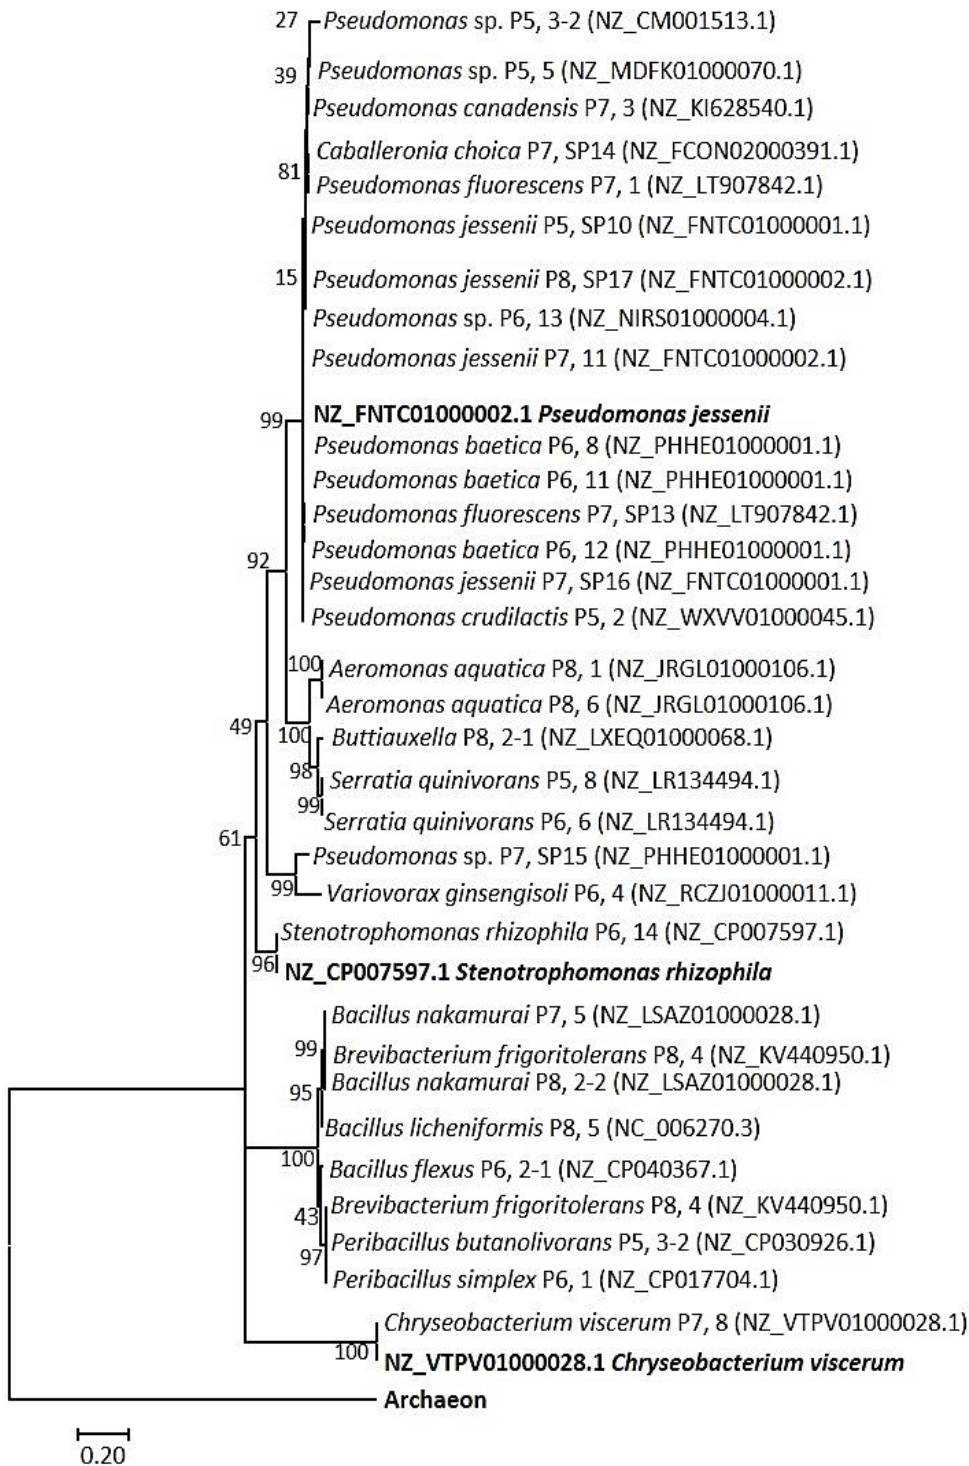 27
Pseudomonas sp. P5, 3-2 (NZ_CM001513.1)
39
Pseudomonas sp. P5, 5 (NZ_MDFK01000070.1)
Pseudomonas canadensis P7, 3 (NZ_KI628540.1)
Caballeronia choica P7, SP14 (NZ_FCON02000391.1)
81
Pseudomonas fluorescens P7, 1 (NZ_LT907842.1)
Pseudomonas jessenii P5, SP10 (NZ_FNTC01000001.1)
15
Pseudomonas jessenii P8, SP17 (NZ_FNTC01000002.1)
Pseudomonas sp. P6, 13 (NZ_NIRS01000004.1)
Pseudomonas jessenii P7, 11 (NZ_FNTC01000002.1)
99
NZ_FNTC01000002.1 Pseudomonas jessenii
Pseudomonas baetica P6, 8 (NZ_PHHE01000001.1)
Pseudomonas baetica P6, 11 (NZ_PHHE01000001.1)
Pseudomonas fluorescens P7, SP13 (NZ_LT907842.1)
Pseudomonas baetica P6, 12 (NZ_PHHE01000001.1)
92
Pseudomonas jessenii P7, SP16 (NZ_FNTC01000001.1)
Pseudomonas crudilactis P5, 2 (NZ_WXVV01000045.1)
100
Aeromonas aquatica P8, 1 (NZ_JRGL01000106.1)
Aeromonas aquatica P8, 6 (NZ_JRGL01000106.1)
49
100
Buttiauxella P8, 2-1 (NZ_LXEQ01000068.1)
98
Serratia quinivorans P5, 8 (NZ_LR134494.1)
99
Serratia quinivorans P6, 6 (NZ_LR134494.1)
61
Pseudomonas sp. P7, SP15 (NZ_PHHE01000001.1)
99
Variovorax ginsengisoli P6, 4 (NZ_RCZJ01000011.1)
Stenotrophomonas rhizophila P6, 14 (NZ_CP007597.1)
96
NZ_CP007597.1 Stenotrophomonas rhizophila
Bacillus nakamurai P7, 5 (NZ_LSAZ01000028.1)
99
Brevibacterium frigoritolerans P8, 4 (NZ_KV440950.1)
Bacillus nakamurai P8, 2-2 (NZ_LSAZ01000028.1)
95
Bacillus licheniformis P8, 5 (NC_006270.3)
100
Bacillus flexus P6, 2-1 (NZ_CP040367.1)
Brevibacterium frigoritolerans P8, 4 (NZ_KV440950.1)
43
Peribacillus butanolivorans P5, 3-2 (NZ_CP030926.1)
97
Peribacillus simplex P6, 1 (NZ_CP017704.1)
Chryseobacterium viscerum P7, 8 (NZ_VTPV01000028.1)
100
NZ_VTPV01000028.1 Chryseobacterium viscerum
Archaeon
0.20